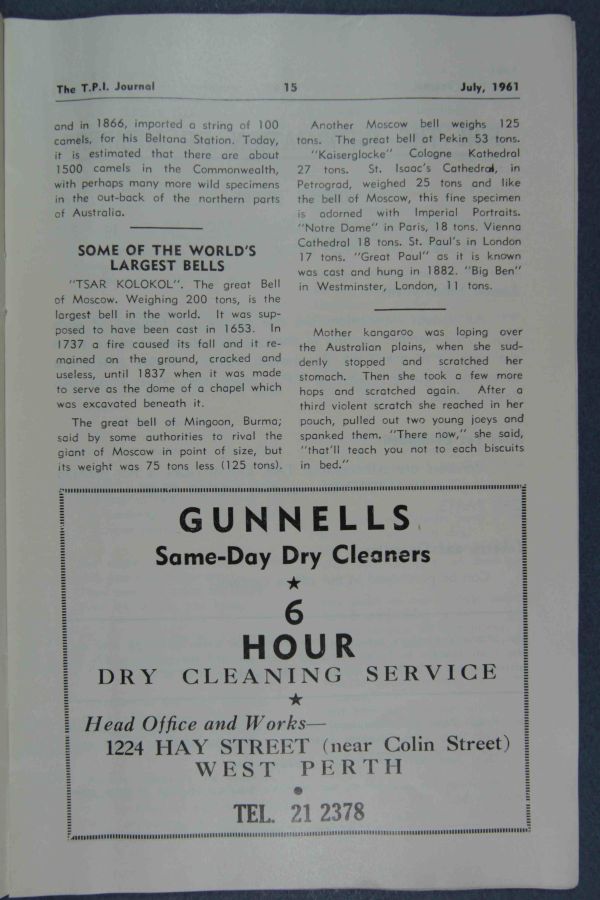 The T.P.I. Journal 15 July, 1961
and in 1866, imported a string of 100
camels, for his Beltana Station. Today,
it is estimated that there are about
1500 camels in the Commonwealth,
with perhaps many more wild specimens
in the out-back of the northern parts
of Australia.
SOME OF THE WORLD'S
LARGEST BELLS
"TSAR KOLOKOL". The great Bell
of Moscow. Weighing 200 tons, is the
largest bell in the world. It was sup-
posed to have been cast in 1653. In
1737 a fire caused its fall and it re-
mained on the ground, cracked and
useless, until 1837 when it was made
to serve as the dome of a chapel which
was excavated beneath it.
The great bell of Mingoon, Burma;
said by some authorities to rival the
giant of Moscow in point of size, but
its weight was 75 tons less (125 tons).
Another Moscow bell weighs 125
tons. The great bell at Pekin 53 tons.
"Kaiserglocke" Cologne Kathedral
27 tons. St. Isaac's Cathedral, in
Petrograd, weighed 25 tons and like
the bell of Moscow, this fine specimen
is adorned with Imperial Portraits.
"Notre Dame" in Paris, 18 tons. Vienna
Cathedral 18 tons. St. Paul's in London
17 tons. "Great Paul" as it is known
was cast and hung in 1882. "Big Ben"
in Westminster, London, 11 tons.
Mother kangaroo was loping over
the Australian plains, when she sud-
denly stopped and scratched her
stomach. Then she took a few more
hops and scratched again. After a
third violent scratch she reached in her
pouch, pulled out two young joeys and
spanked them. "There now," she said,
"that'll teach you not to each biscuits
in bed."
GUNNELLS
Same-Day Dry Cleaners
6
HOUR
DRY CLEANING SERVICE
Head Office and Works—
1224 HAY STREET (near Colin Street)
WEST PERTH
TEL. 21 2378